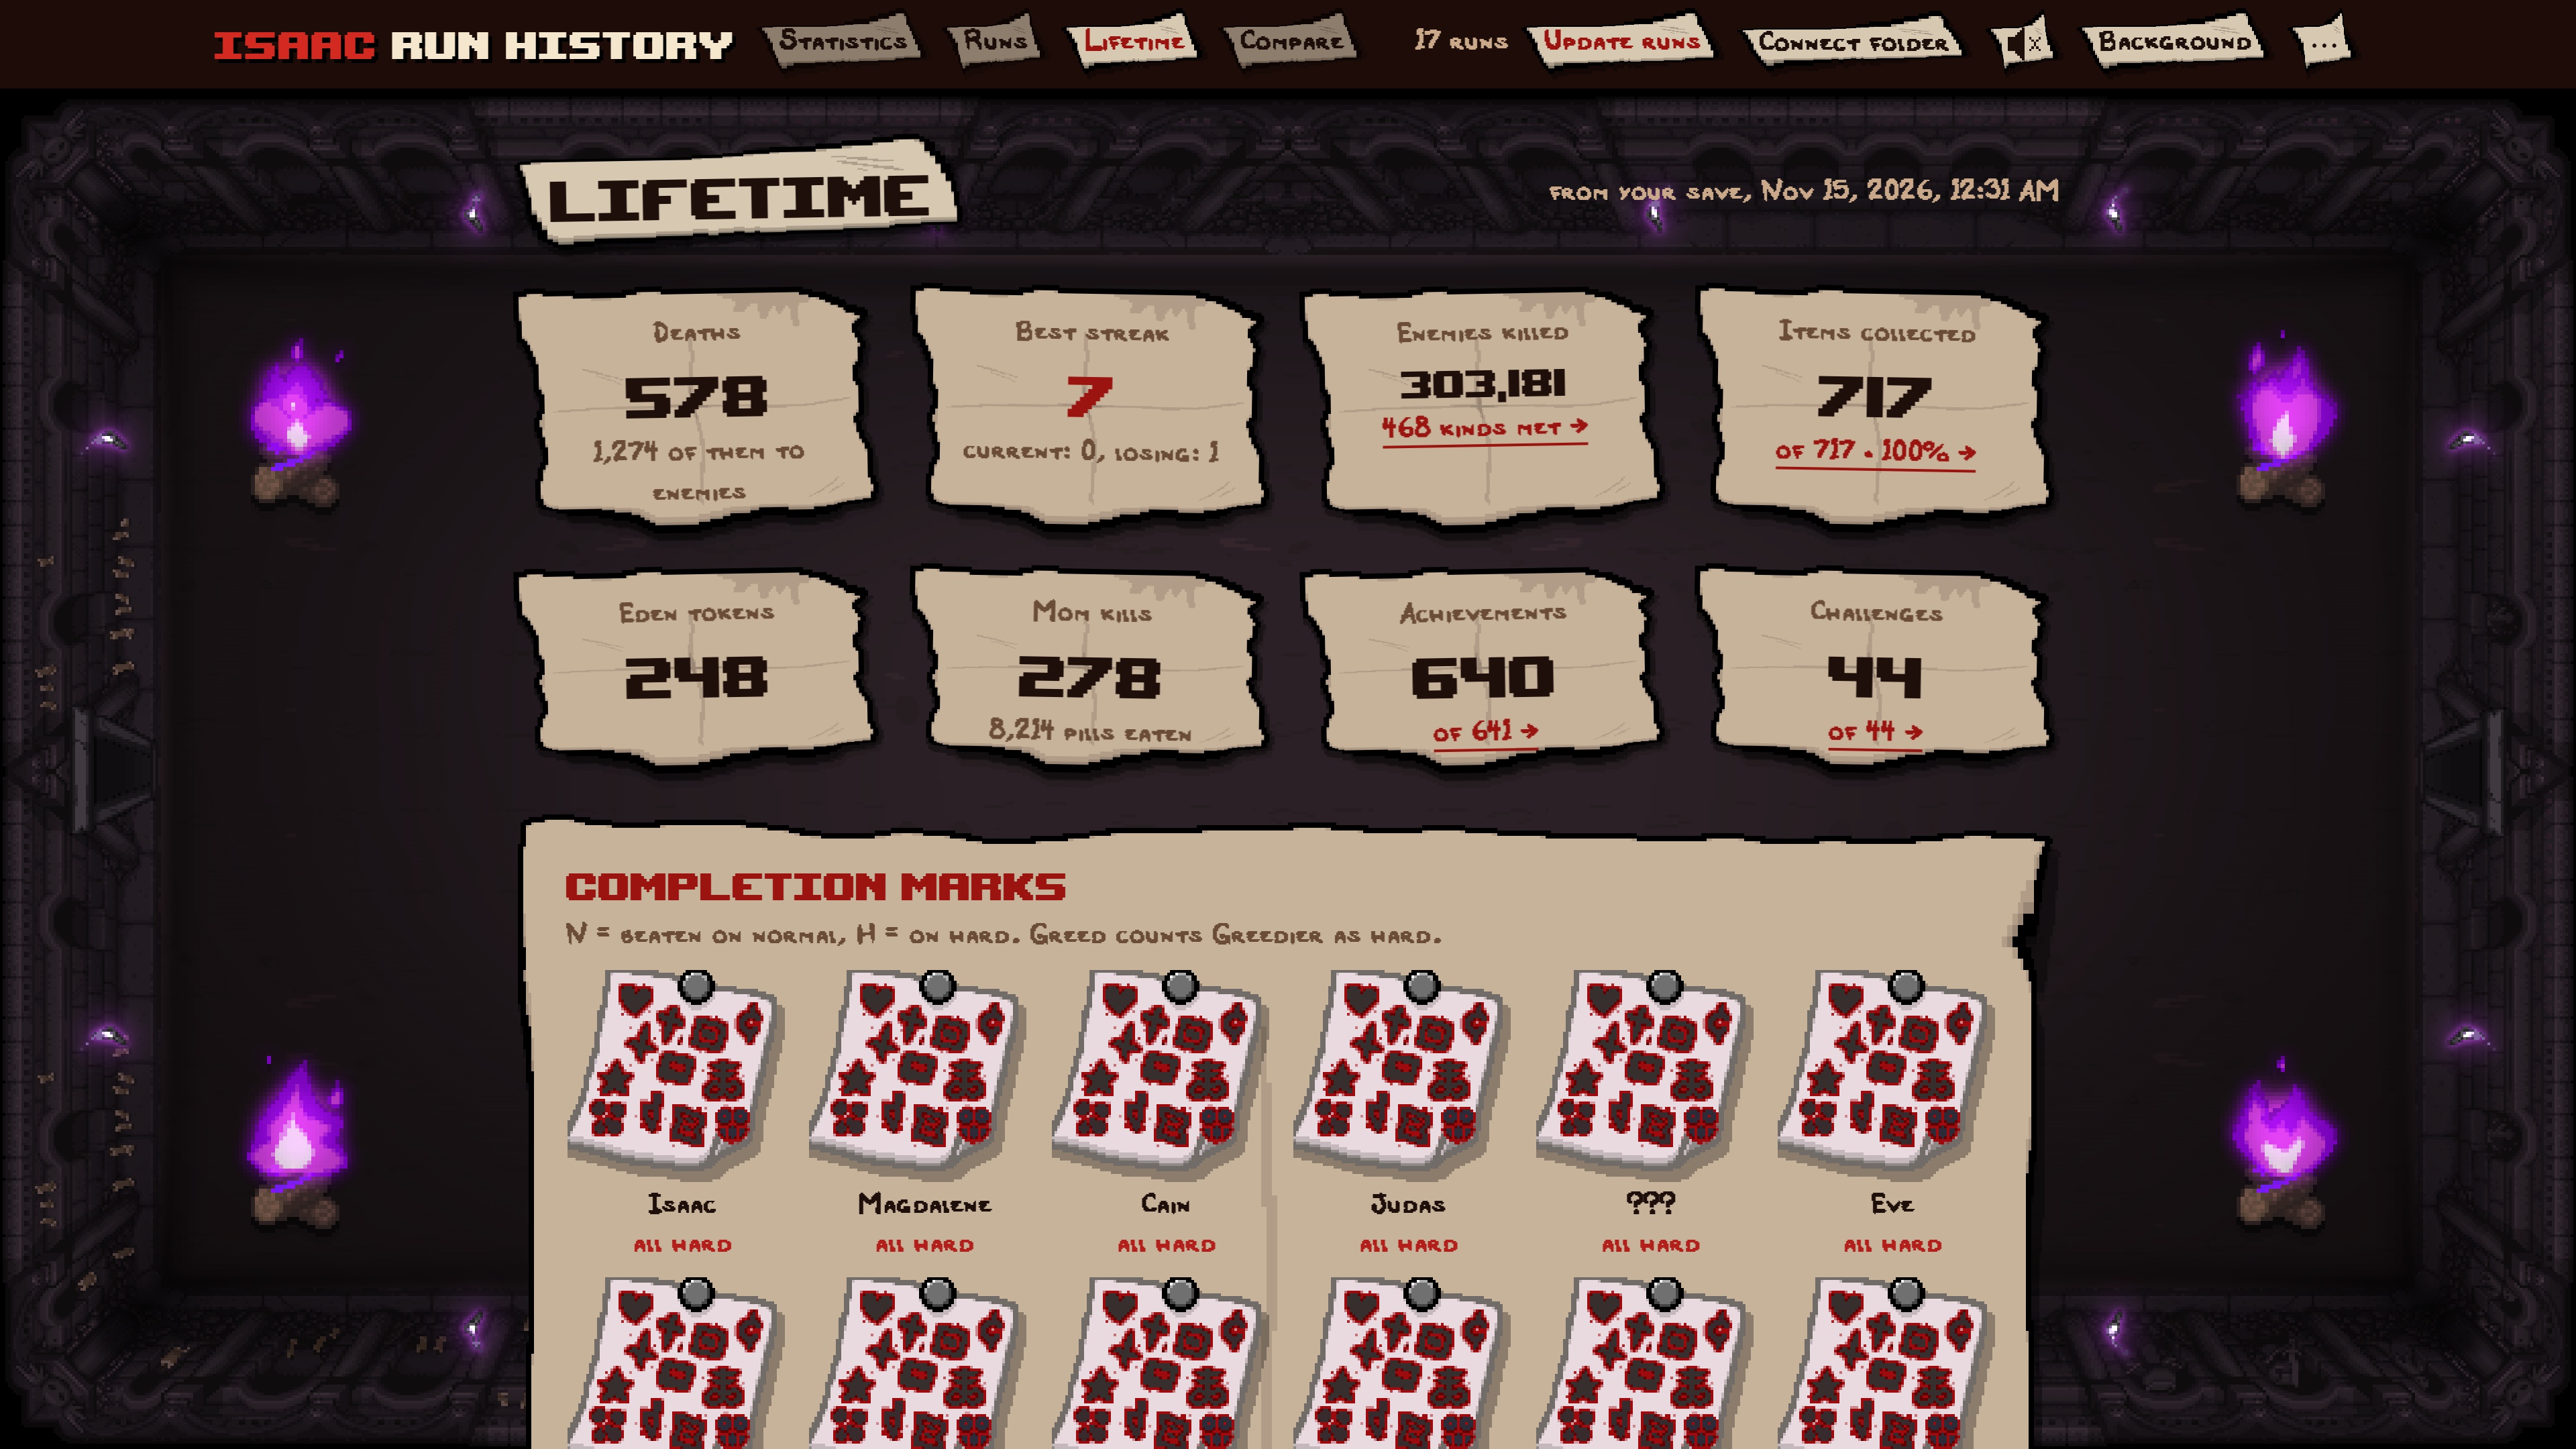 ISAAC RUN HISTORY Statistics Runs Lifetime Compare 17 runs Update runs Connect folder Background ...
LIFETIME
from your save, Nov 15, 2026, 12:31 AM
Deaths
578
1,274 of them to
enemies
Best streak
7
current: 0, losing: 1
Enemies killed
303,181
468 kinds met →
Items collected
717
of 717 . 100% →
Eden tokens
248
Mom kills
278
8,214 pills eaten
Achievements
640
of 641 →
Challenges
44
of 44 →
COMPLETION MARKS
N = beaten on normal, H = on hard. Greed counts Greedier as hard.
Isaac Magdalene Cain Judas ??? Eve
all hard all hard all hard all hard all hard all hard